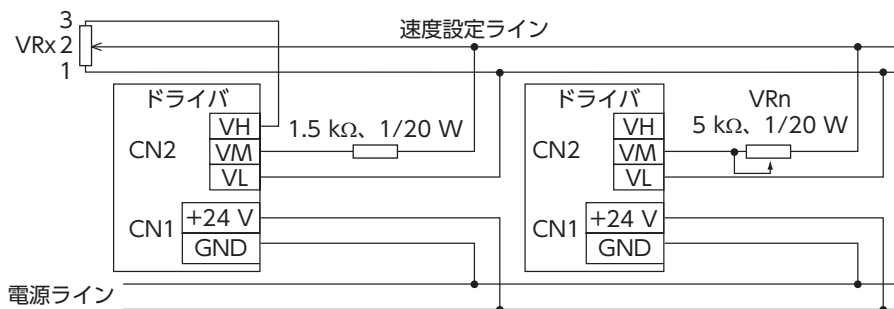 3
VRx 2
1
速度設定ライン
ドライバ
CN2
VH
VM
VL
1.5 kΩ、1/20 W
CN1
+24 V
GND
ドライバ
CN2
VH
VM
VL
VRn
5 kΩ、1/20 W
CN1
+24 V
GND
電源ライン